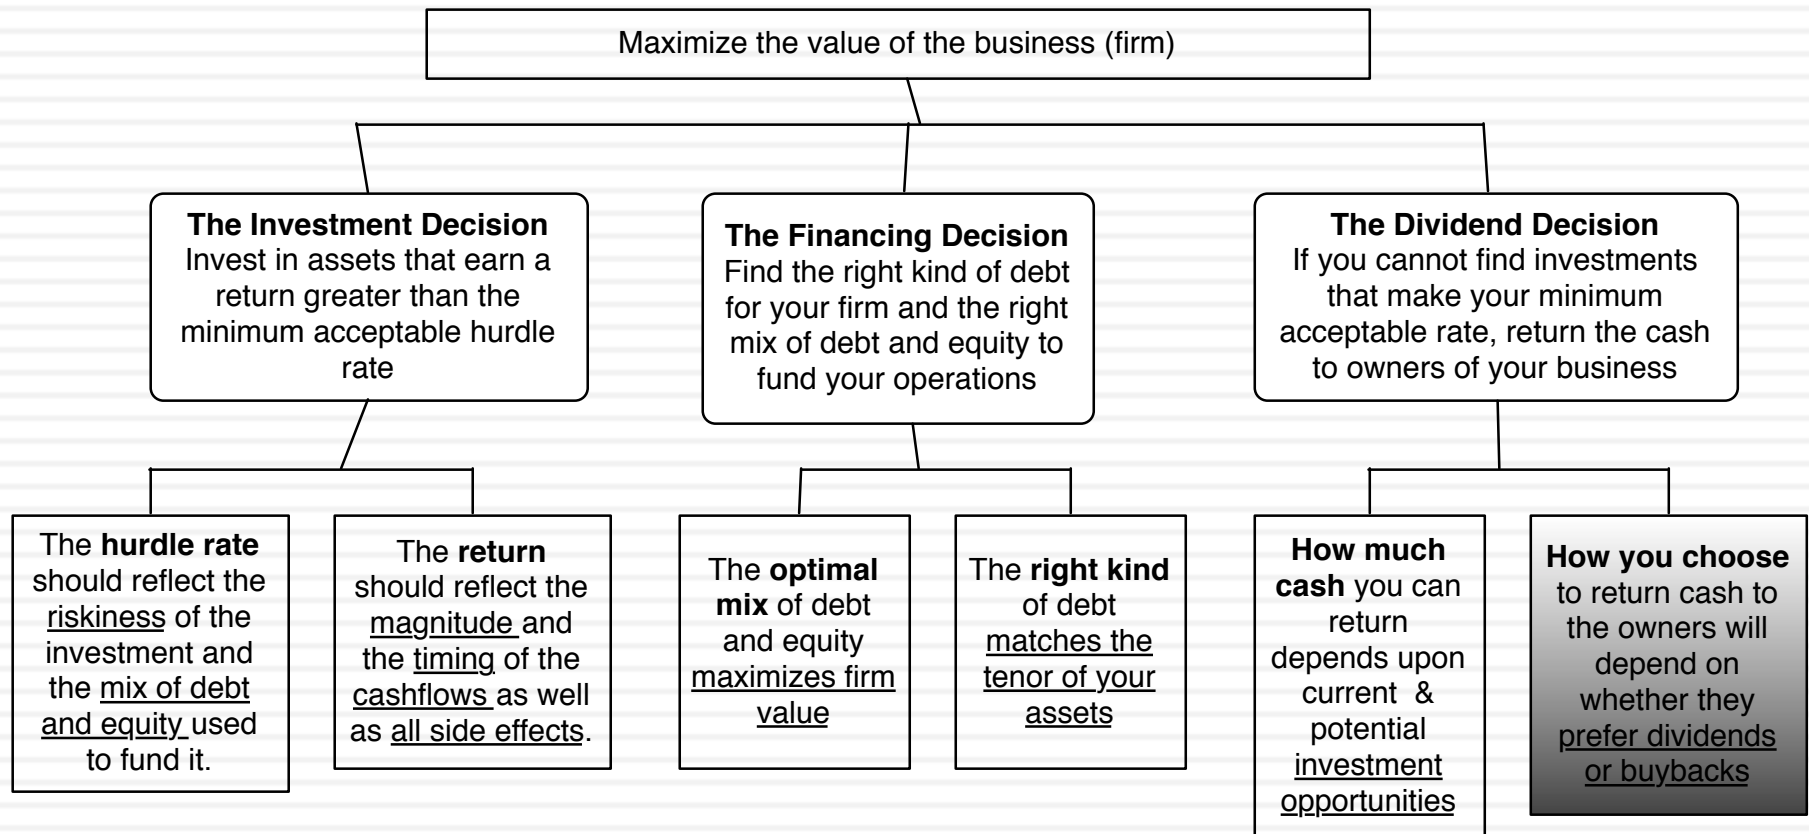 Maximize the value of the business (firm)
The Investment Decision
Invest in assets that earn a
return greater than the
minimum acceptable hurdle
rate
The Financing Decision
Find the right kind of debt
for your firm and the right
mix of debt and equity to
fund your operations
The Dividend Decision
If you cannot find investments
that make your minimum
acceptable rate, return the cash
to owners of your business
The hurdle rate
should reflect the
riskiness of the
investment and
the mix of debt
and equity used
to fund it.
The return
should reflect the
magnitude and
the timing of the
cashflows as well
as all side effects.
The optimal
mix of debt
and equity
maximizes firm
value
The right kind
of debt
matches the
tenor of your
assets
How much
cash you can
return
depends upon
current &
potential
investment
opportunities
How you choose
to return cash to
the owners will
depend on
whether they
prefer dividends
or buybacks